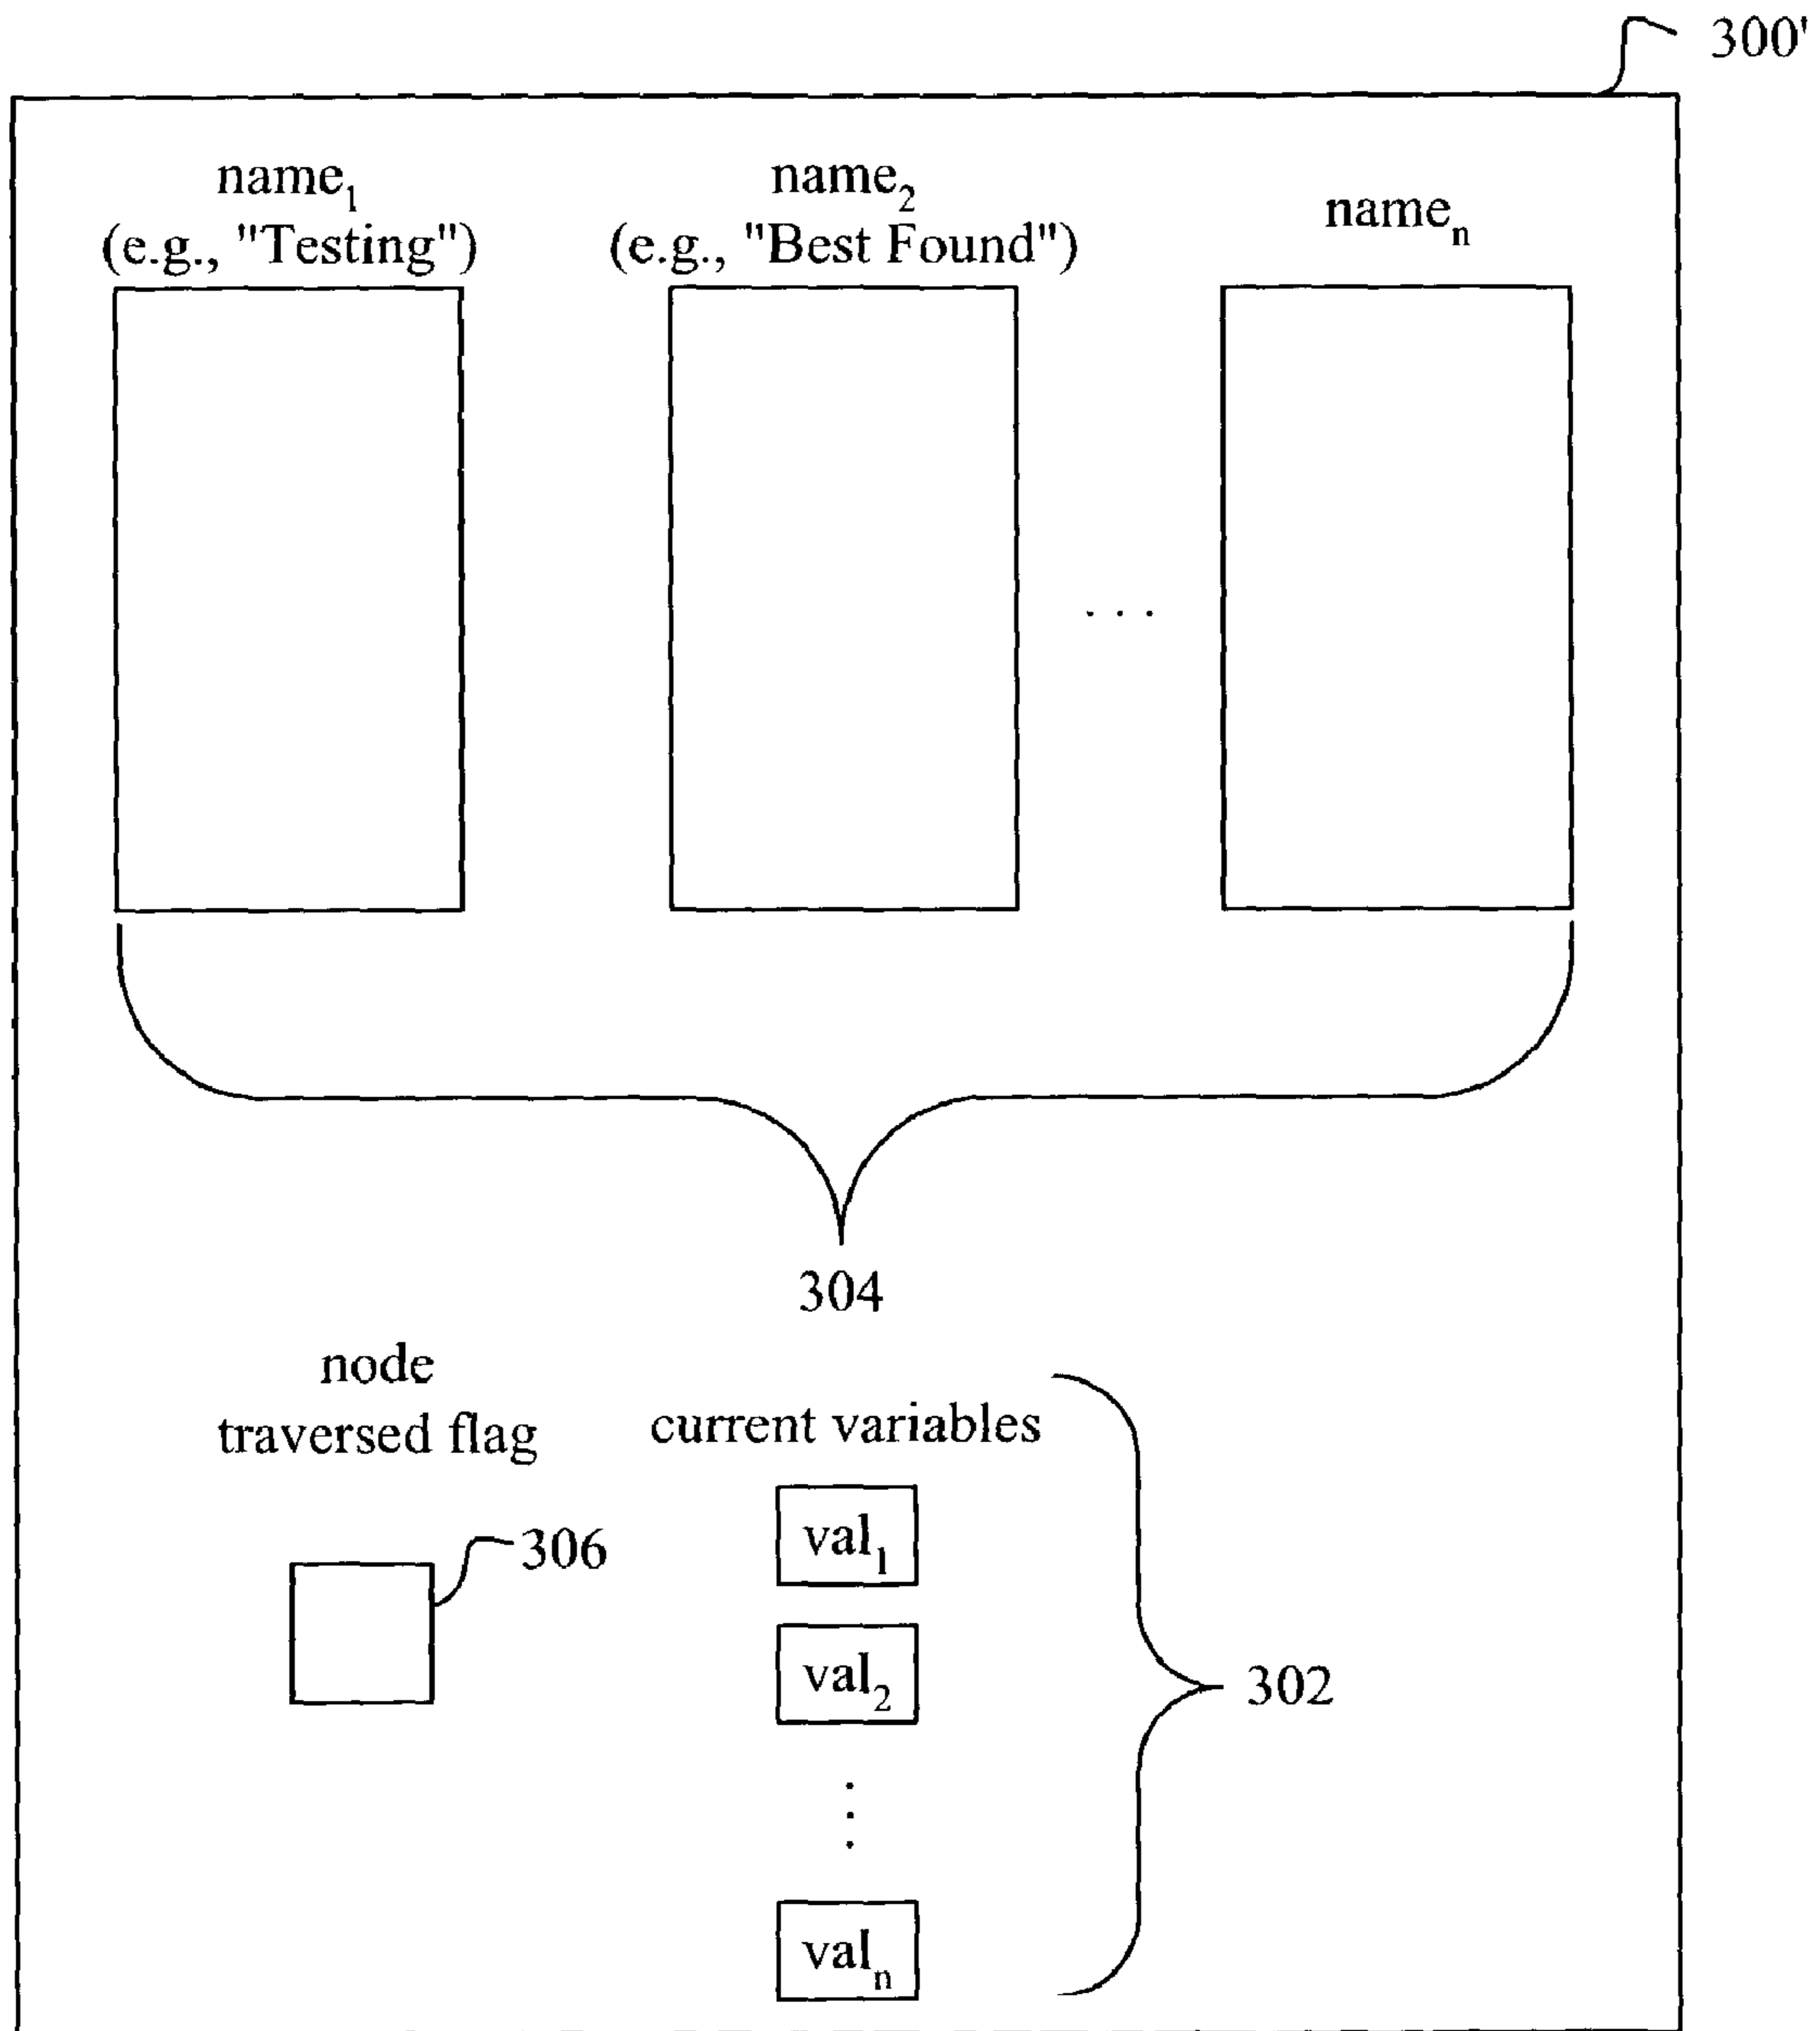 300'
name₁
(e.g., "Testing")
name₂
(e.g., "Best Found")
nameₙ
. . .
304
node
traversed flag
306
current variables
val₁
val₂
valₙ
302